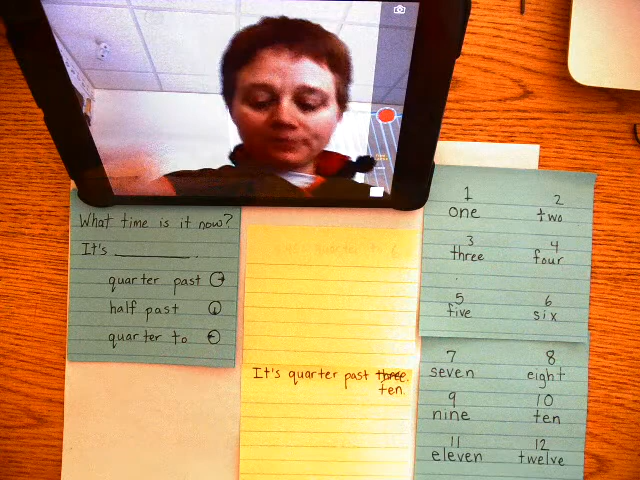 What time is it now?
It's ________.
quarter past
half past
quarter to
It's quarter past three.
ten.
1 2
one two
3 4
three four
5 6
five six
7 8
seven eight
9 10
nine ten
11 12
eleven twelve